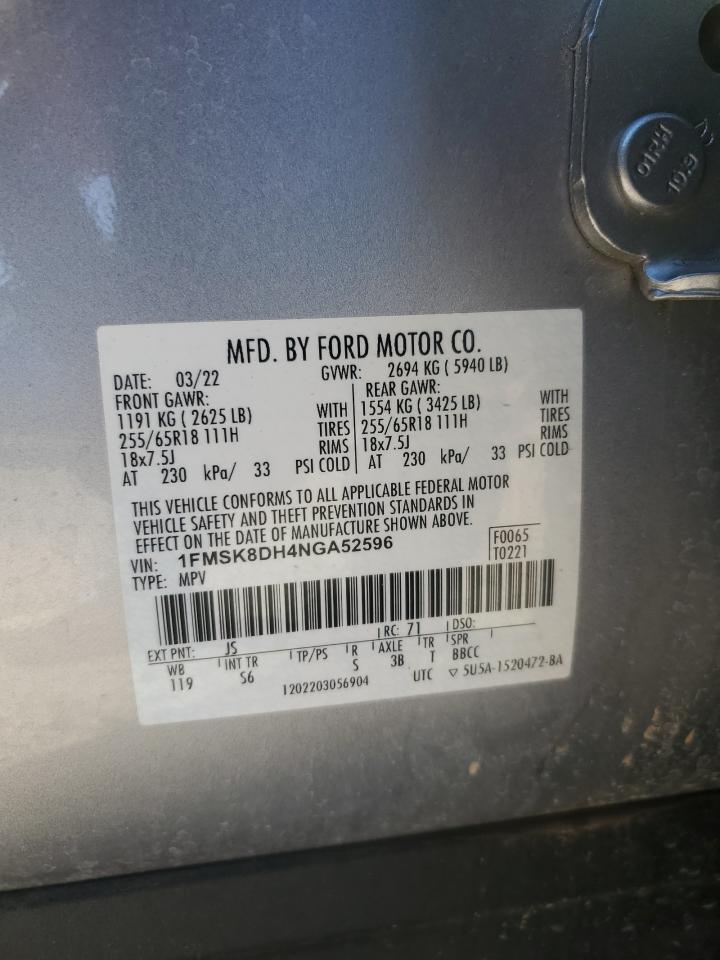 01RH
10.9
MFD. BY FORD MOTOR CO.
DATE: 03/22 GVWR: 2694 KG ( 5940 LB)
FRONT GAWR: REAR GAWR:
1191 KG ( 2625 LB) WITH 1554 KG ( 3425 LB) WITH
255/65R18 111H TIRES 255/65R18 111H TIRES
18x7.5J RIMS 18x7.5J RIMS
AT 230 kPa/ 33 PSI COLD AT 230 kPa/ 33 PSI COLD
THIS VEHICLE CONFORMS TO ALL APPLICABLE FEDERAL MOTOR
VEHICLE SAFETY AND THEFT PREVENTION STANDARDS IN
EFFECT ON THE DATE OF MANUFACTURE SHOWN ABOVE.
VIN: 1FMSK8DH4NGA52596 F0065
TYPE: MPV T0221
EXT PNT: JS RC: 71 DSO:
WB INT TR TP/PS R AXLE TR SPR
119 S6 S 3B T BBCC
1202203056904 UTC ▽ 5U5A-1520472-BA